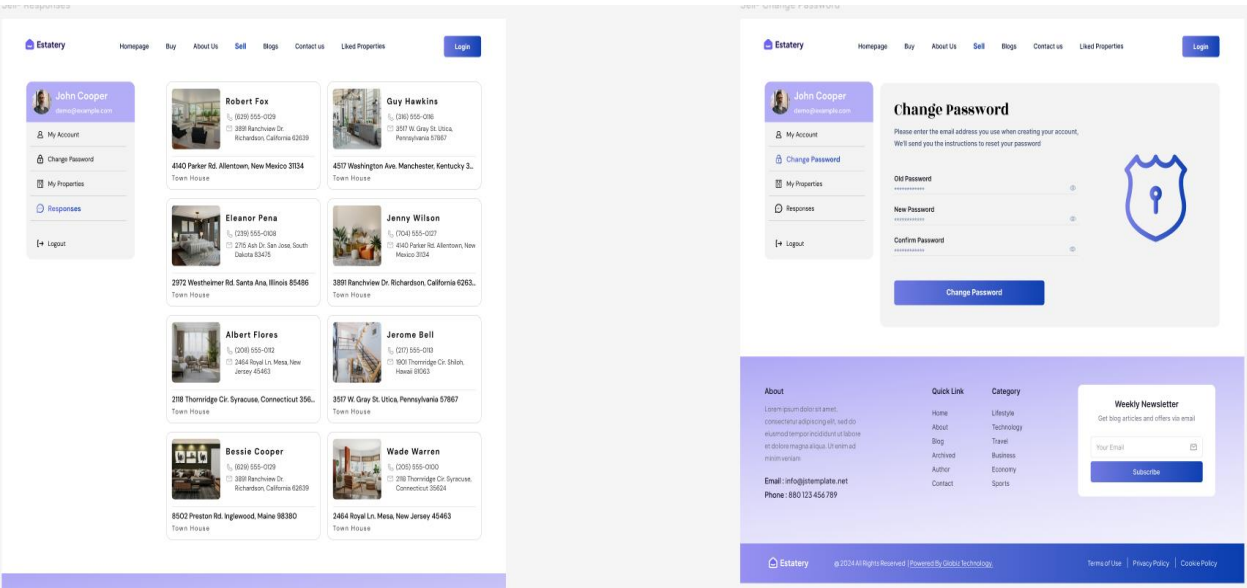 Sell- Responses
Estatery
Homepage Buy About Us Sell Blogs Contact us Liked Properties
Login
John Cooper
demo@example.com
My Account
Change Password
My Properties
Responses
Logout
Robert Fox
(629) 555-0129
3891 Ranchview Dr.
Richardson, California 62639
4140 Parker Rd. Allentown, New Mexico 31134
Town House
Guy Hawkins
(316) 555-0116
3517 W. Gray St. Utica,
Pennsylvania 57867
4517 Washington Ave. Manchester, Kentucky 3...
Town House
Eleanor Pena
(239) 555-0108
2715 Ash Dr. San Jose, South
Dakota 83475
2972 Westheimer Rd. Santa Ana, Illinois 85486
Town House
Jenny Wilson
(704) 555-0127
4140 Parker Rd. Allentown, New
Mexico 31134
3891 Ranchview Dr. Richardson, California 6263...
Town House
Albert Flores
(208) 555-0112
2464 Royal Ln. Mesa, New
Jersey 45463
2118 Thornridge Cir. Syracuse, Connecticut 356...
Town House
Jerome Bell
(217) 555-0113
1901 Thornridge Cir. Shiloh,
Hawaii 81063
3517 W. Gray St. Utica, Pennsylvania 57867
Town House
Bessie Cooper
(629) 555-0129
3891 Ranchview Dr.
Richardson, California 62639
8502 Preston Rd. Inglewood, Maine 98380
Town House
Wade Warren
(205) 555-0100
2118 Thornridge Cir. Syracuse,
Connecticut 35624
2464 Royal Ln. Mesa, New Jersey 45463
Town House
Sell- Change Password
Estatery
Homepage Buy About Us Sell Blogs Contact us Liked Properties
Login
John Cooper
demo@example.com
My Account
Change Password
My Properties
Responses
Logout
Change Password
Please enter the email address you use when creating your account,
We'll send you the instructions to reset your password
Old Password
************
New Password
************
Confirm Password
************
Change Password
About
Lorem ipsum dolor sit amet,
consectetur adipiscing elit, sed do
eiusmod tempor incididunt ut labore
et dolore magna aliqua. Ut enim ad
minim veniam
Email : info@jstemplate.net
Phone : 880 123 456 789
Quick Link
Home
About
Blog
Archived
Author
Contact
Category
Lifestyle
Technology
Travel
Business
Economy
Sports
Weekly Newsletter
Get blog articles and offers via email
Your Email
Subscribe
Estatery
@ 2024 All Rights Reserved | Powered By Globiz Technology.
Terms of Use | Privacy Policy | Cookie Policy